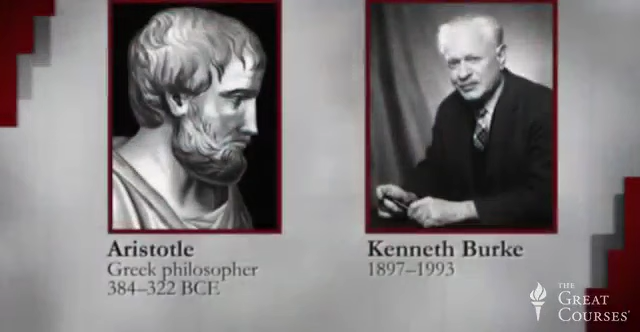 Aristotle
Greek philosopher
384–322 BCE
Kenneth Burke
1897–1993
THE
GREAT
COURSES®